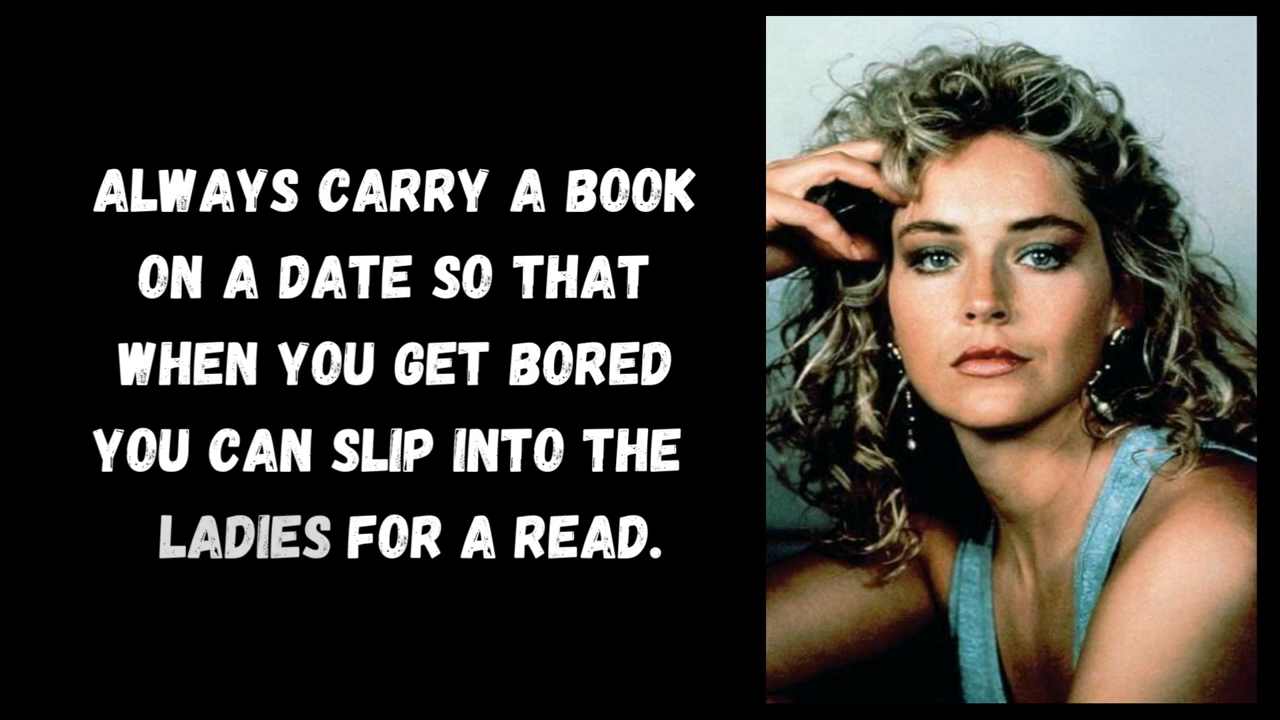 ALWAYS CARRY A BOOK
ON A DATE SO THAT
WHEN YOU GET BORED
YOU CAN SLIP INTO THE
LADIES FOR A READ.